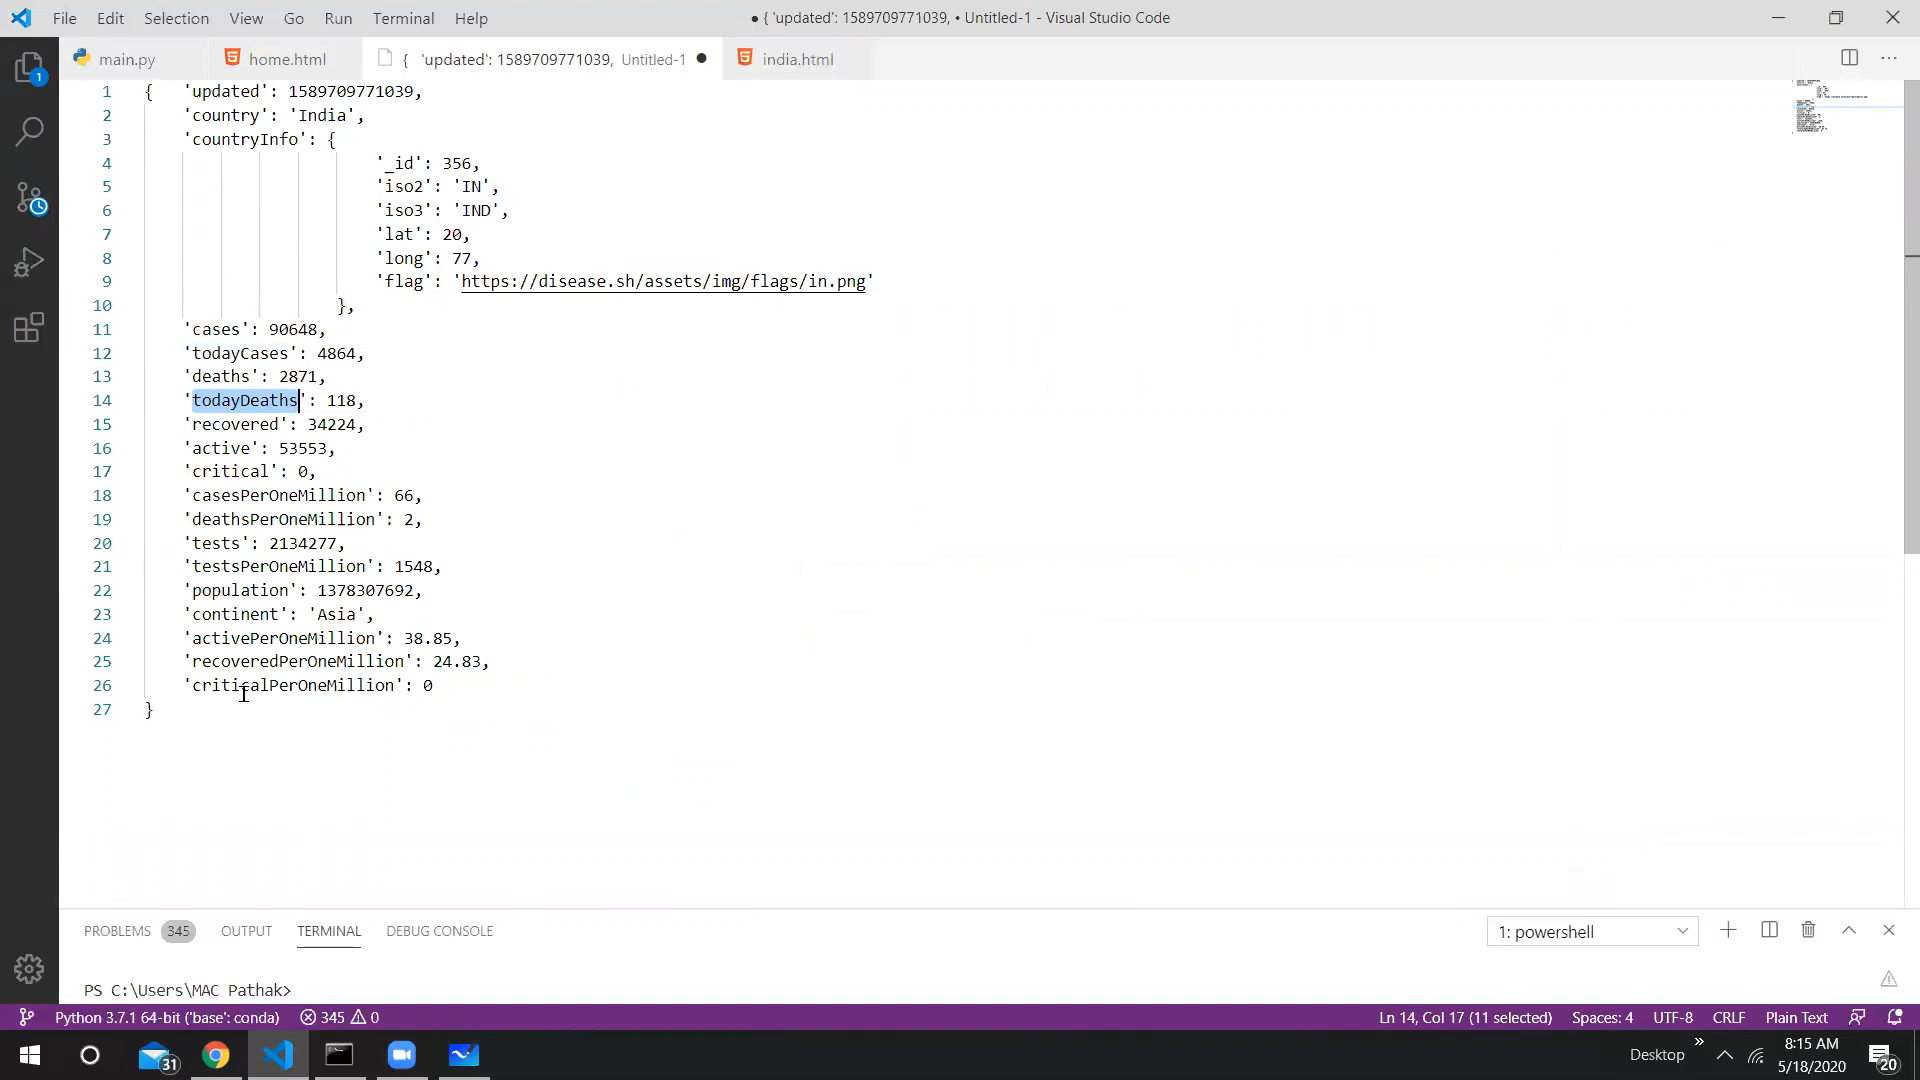 File Edit Selection View Go Run Terminal Help
● { 'updated': 1589709771039, • Untitled-1 - Visual Studio Code
main.py home.html { 'updated': 1589709771039, Untitled-1 ● india.html
1 { 'updated': 1589709771039,
2 'country': 'India',
3 'countryInfo': {
4 '_id': 356,
5 'iso2': 'IN',
6 'iso3': 'IND',
7 'lat': 20,
8 'long': 77,
9 'flag': 'https://disease.sh/assets/img/flags/in.png'
10 },
11 'cases': 90648,
12 'todayCases': 4864,
13 'deaths': 2871,
14 'todayDeaths': 118,
15 'recovered': 34224,
16 'active': 53553,
17 'critical': 0,
18 'casesPerOneMillion': 66,
19 'deathsPerOneMillion': 2,
20 'tests': 2134277,
21 'testsPerOneMillion': 1548,
22 'population': 1378307692,
23 'continent': 'Asia',
24 'activePerOneMillion': 38.85,
25 'recoveredPerOneMillion': 24.83,
26 'criticalPerOneMillion': 0
27 }
1
PROBLEMS 345 OUTPUT TERMINAL DEBUG CONSOLE 1: powershell
PS C:\Users\MAC Pathak>
Python 3.7.1 64-bit ('base': conda) 345 0 Ln 14, Col 17 (11 selected) Spaces: 4 UTF-8 CRLF Plain Text
31 Desktop » 8:15 AM
5/18/2020 20